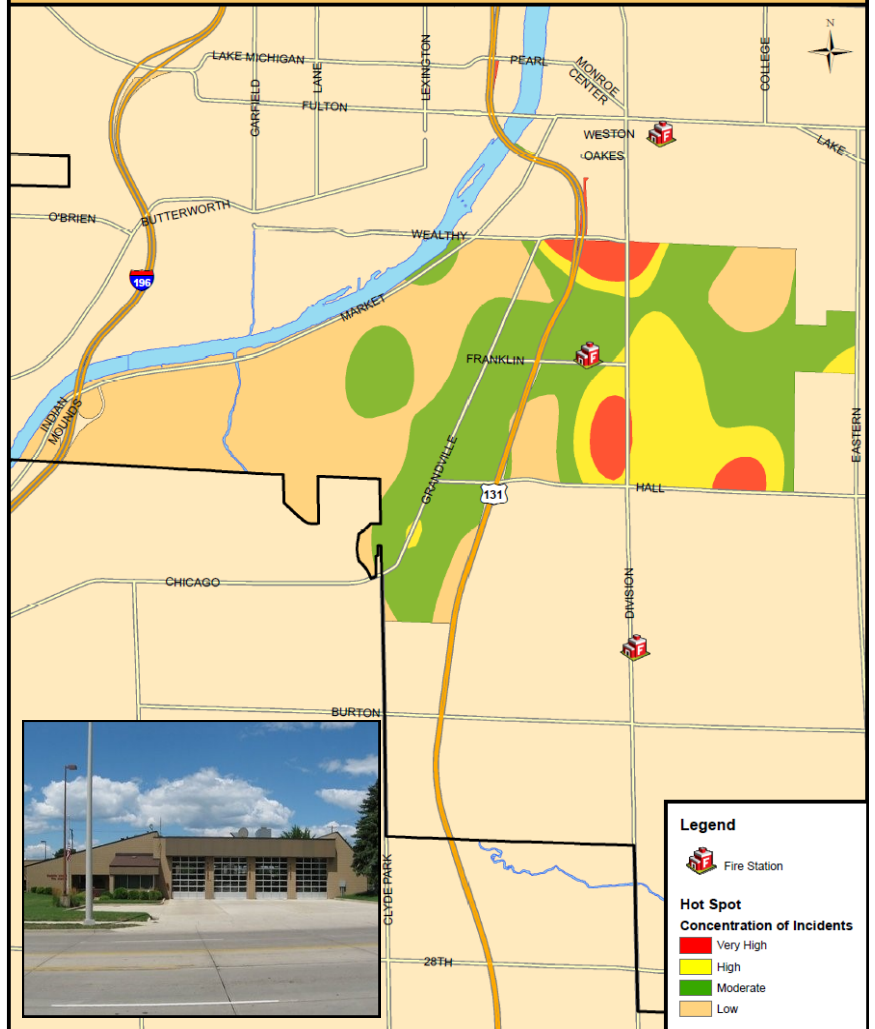 N
LAKE MICHIGAN
PEARL
MONROE
CENTER
GARFIELD
LANE
LEXINGTON
COLLEGE
FULTON
WESTON
OAKES
LAKE
F
O'BRIEN
BUTTERWORTH
WEALTHY
196
MARKET
FRANKLIN
F
INDIAN
MOUNDS
GRANDVILLE
EASTERN
131
HALL
CHICAGO
DIVISION
F
BURTON
CLYDE PARK
28TH
Legend
F
Fire Station
Hot Spot
Concentration of Incidents
Very High
High
Moderate
Low